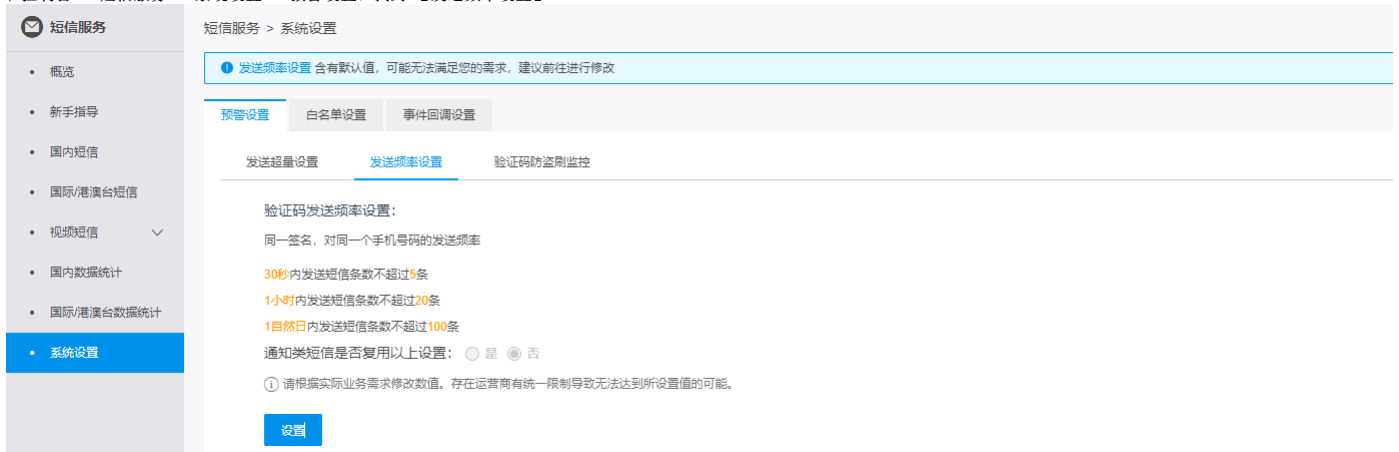 短信服务
短信服务 > 系统设置
发送频率设置 含有默认值，可能无法满足您的需求，建议前往进行修改
概览
新手指导
国内短信
国际/港澳台短信
视频短信
国内数据统计
国际/港澳台数据统计
系统设置
预警设置 白名单设置 事件回调设置
发送超量设置 发送频率设置 验证码防盗刷监控
验证码发送频率设置：
同一签名，对同一个手机号码的发送频率
30秒内发送短信条数不超过5条
1小时内发送短信条数不超过20条
1自然日内发送短信条数不超过100条
通知类短信是否复用以上设置： 是 否
请根据实际业务需求修改数值。存在运营商有统一限制导致无法达到所设置值的可能。
设置